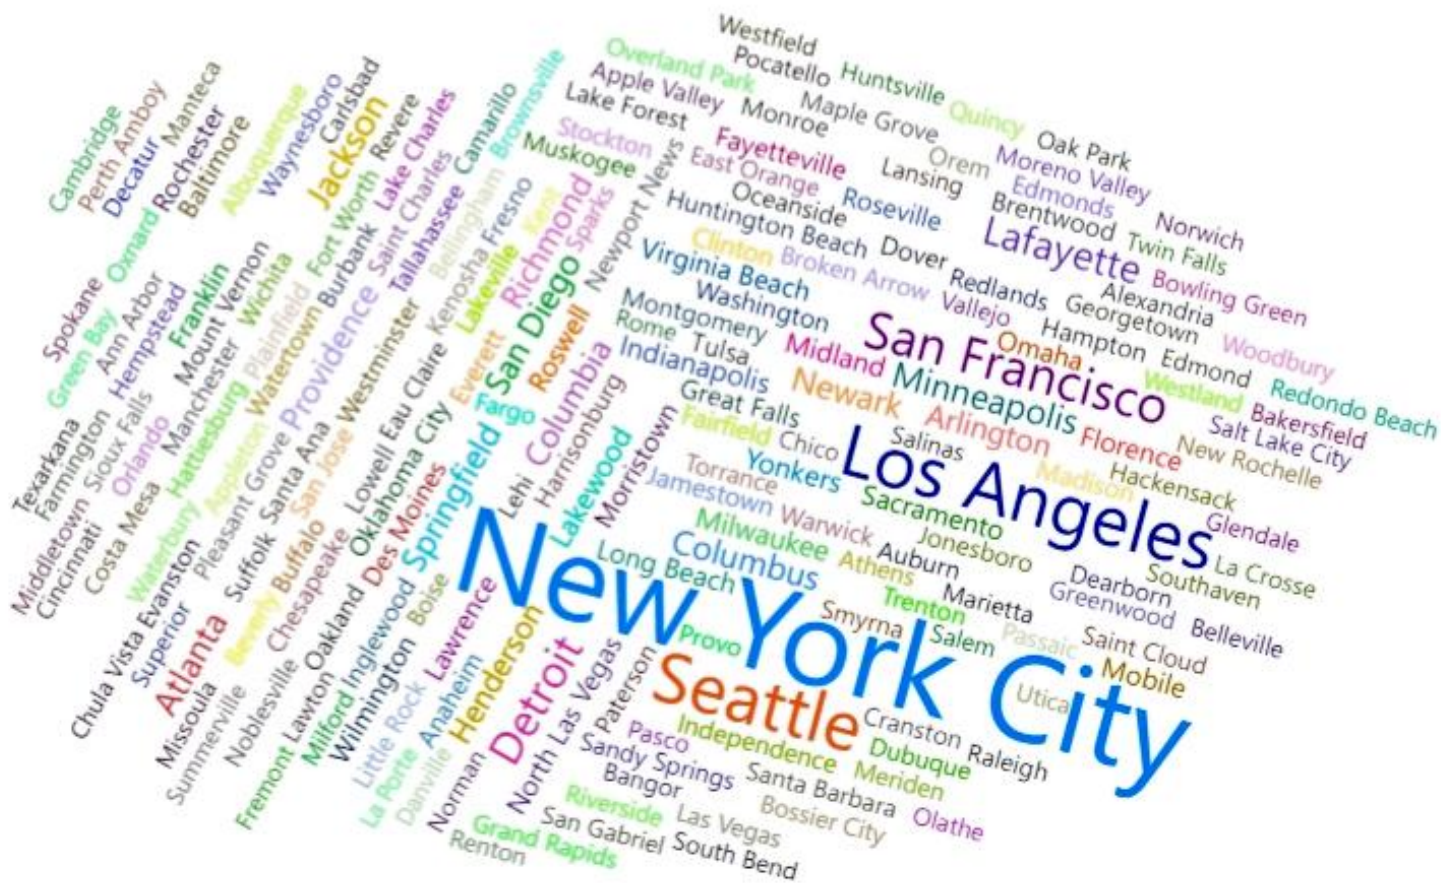 Westfield
Pocatello
Overland Park
Huntsville
Apple Valley
Maple Grove
Quincy
Lake Forest
Monroe
Oak Park
Stockton
Fayetteville
Orem
Moreno Valley
Muskogee
East Orange
Lansing
Edmonds
Oceanside
Roseville
Brentwood
Norwich
Huntington Beach
Dover
Lafayette
Twin Falls
Clinton
Broken Arrow
Redlands
Alexandria
Bowling Green
Virginia Beach
Washington
Vallejo
Georgetown
Montgomery
San Francisco
Omaha
Hampton
Woodbury
Rome
Tulsa
Midland
Edmond
Indianapolis
Minneapolis
Westland
Redondo Beach
Great Falls
Newark
Arlington
Bakersfield
Fairfield
Chico
Salinas
Florence
Salt Lake City
Yonkers
Los Angeles
New Rochelle
Torrance
Madison
Hackensack
Jamestown
Sacramento
Glendale
Milwaukee
Warwick
Jonesboro
La Crosse
Columbus
Athens
Auburn
Dearborn
Southaven
Long Beach
Marietta
Greenwood
Belleville
New York City
Trenton
Smyrna
Salem
Passaic
Saint Cloud
Provo
Mobile
Seattle
Utica
Cranston
Raleigh
Pasco
Independence
Dubuque
Sandy Springs
Meriden
Bangor
Santa Barbara
Riverside
Las Vegas
Bossier City
Olathe
San Gabriel
South Bend
Grand Rapids
Renton
Cambridge
Perth Amboy
Decatur
Manteca
Rochester
Baltimore
Albuquerque
Waynesboro
Carlsbad
Jackson
Revere
Lake Charles
Camarillo
Brownsville
Spokane
Oxnard
Green Bay
Ann Arbor
Hempstead
Franklin
Mount Vernon
Wichita
Fort Worth
Saint Charles
Tallahassee
Bellingham
Fresno
Kent
Sparks
Newport News
Texarkana
Farmington
Sioux Falls
Orlando
Manchester
Plainfield
Watertown
Burbank
Providence
Westminster
Kenosha
Lakeville
Richmond
Middletown
Cincinnati
Costa Mesa
Hattiesburg
Appleton
Waterbury
Pleasant Grove
Santa Ana
San Jose
Lowell
Eau Claire
Everett
San Diego
Roswell
Evanston
Chula Vista
Superior
Suffolk
Buffalo
Oklahoma City
Fargo
Columbia
Atlanta
Beverly
Chesapeake
Des Moines
Springfield
Lehi
Harrisonburg
Missoula
Summerville
Noblesville
Lawton
Oakland
Inglewood
Boise
Lakewood
Morristown
Fremont
Milford
Wilmington
Lawrence
Little Rock
Anaheim
Henderson
La Porte
Danville
Norman
Detroit
North Las Vegas
Paterson